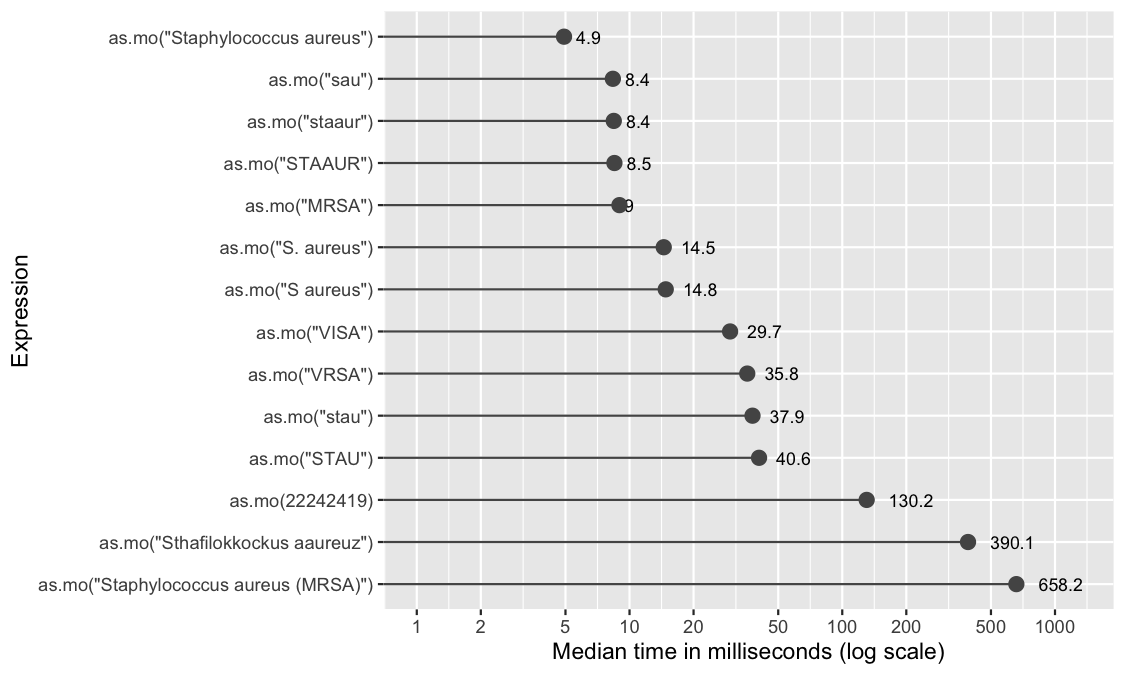 as.mo("Staphylococcus aureus") 4.9
as.mo("sau") 8.4
as.mo("staaur") 8.4
as.mo("STAAUR") 8.5
as.mo("MRSA") 9
as.mo("S. aureus") 14.5
as.mo("S aureus") 14.8
as.mo("VISA") 29.7
as.mo("VRSA") 35.8
as.mo("stau") 37.9
as.mo("STAU") 40.6
as.mo(22242419) 130.2
as.mo("Sthafilokkockus aaureuz") 390.1
as.mo("Staphylococcus aureus (MRSA)") 658.2
Expression
1 2 5 10 20 50 100 200 500 1000
Median time in milliseconds (log scale)